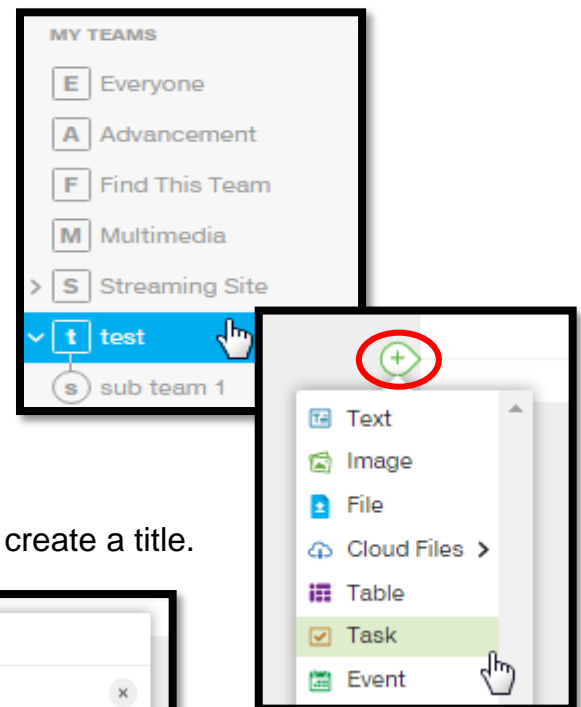 MY TEAMS
E Everyone
A Advancement
F Find This Team
M Multimedia
> S Streaming Site
t test
s sub team 1
Text
Image
File
Cloud Files >
Table
Task
Event
create a title.